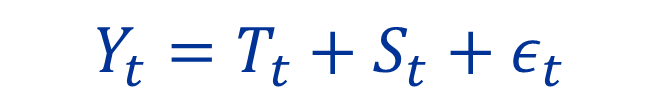 Yₜ = Tₜ + Sₜ + ϵₜ